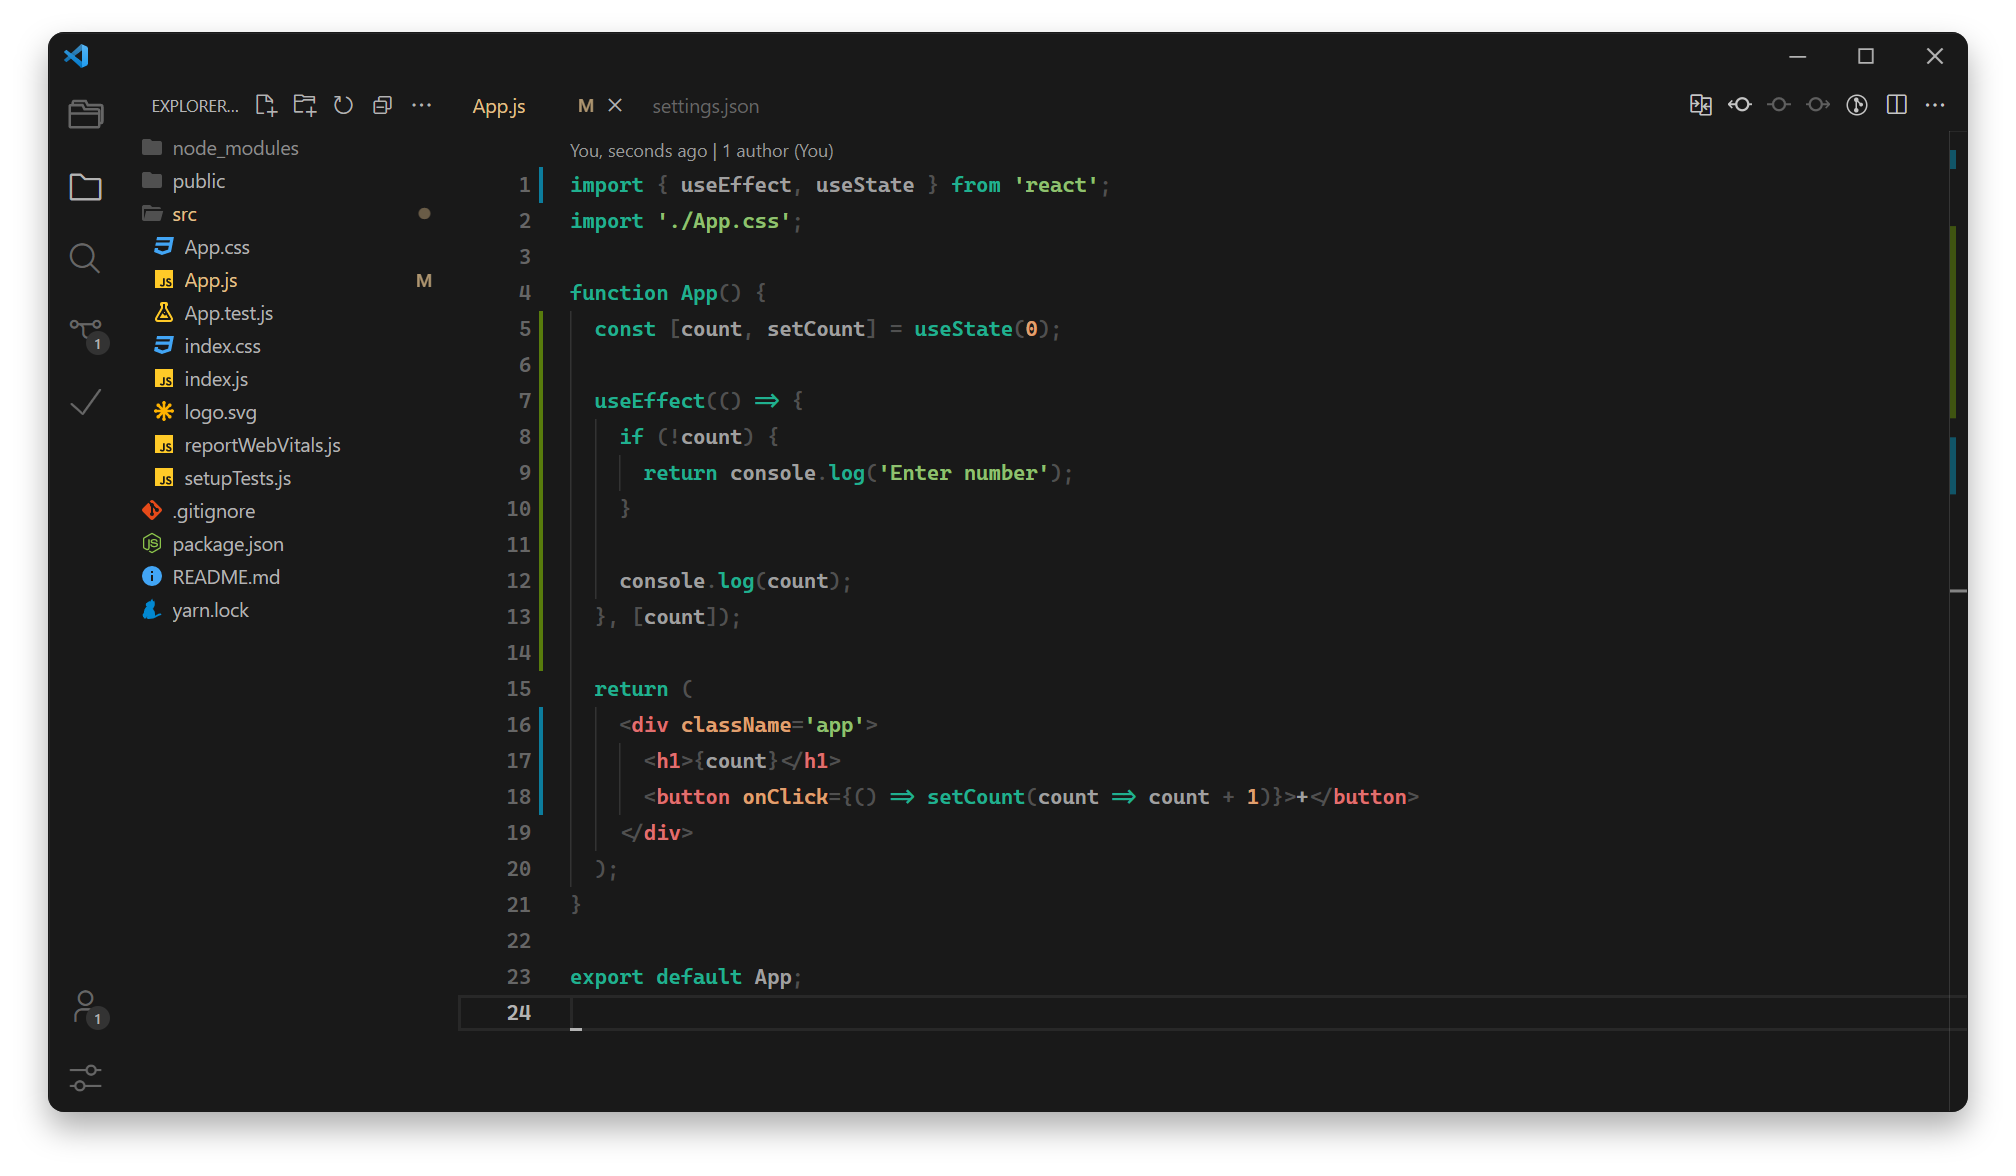 EXPLORER...
node_modules
public
src
App.css
App.js M
App.test.js
index.css
index.js
logo.svg
reportWebVitals.js
setupTests.js
.gitignore
package.json
README.md
yarn.lock
1
1
App.js M settings.json
You, seconds ago | 1 author (You)
1 import { useEffect, useState } from 'react';
2 import './App.css';
3
4 function App() {
5 const [count, setCount] = useState(0);
6
7 useEffect(() => {
8 if (!count) {
9 return console.log('Enter number');
10 }
11
12 console.log(count);
13 }, [count]);
14
15 return (
16 <div className='app'>
17 <h1>{count}</h1>
18 <button onClick={() => setCount(count => count + 1)}>+</button>
19 </div>
20 );
21 }
22
23 export default App;
24